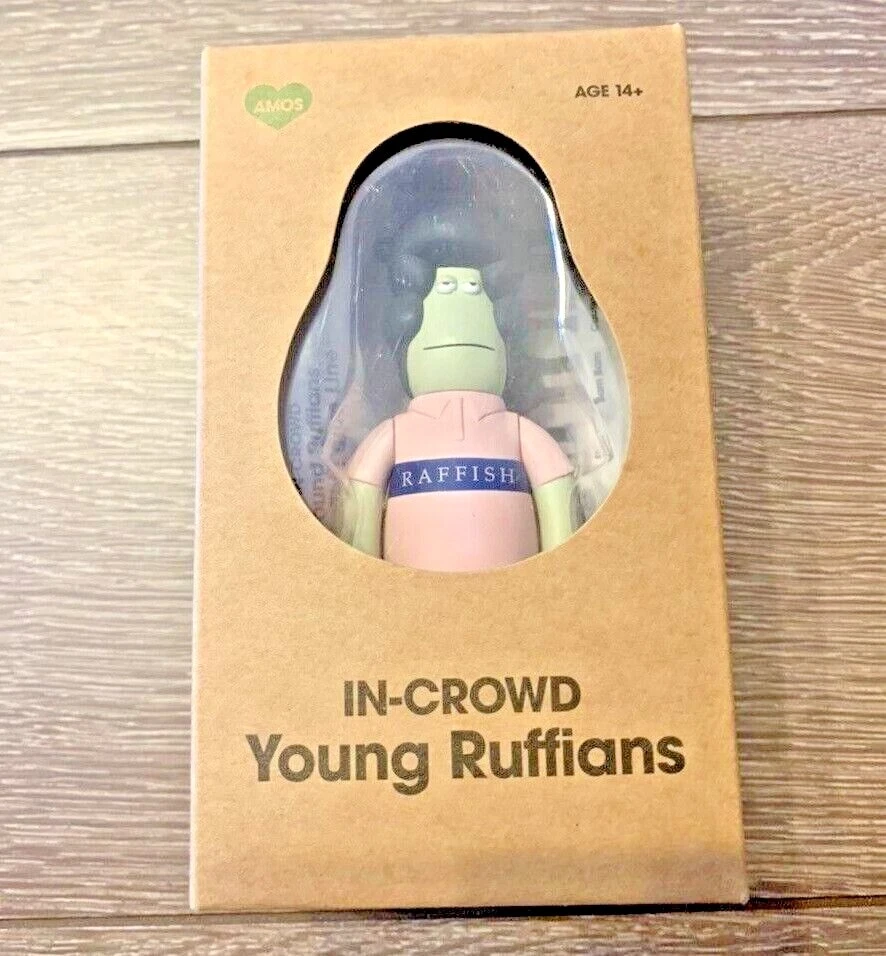 AMOS
AGE 14+
RAFFISH
IN-CROWD
Young Ruffians